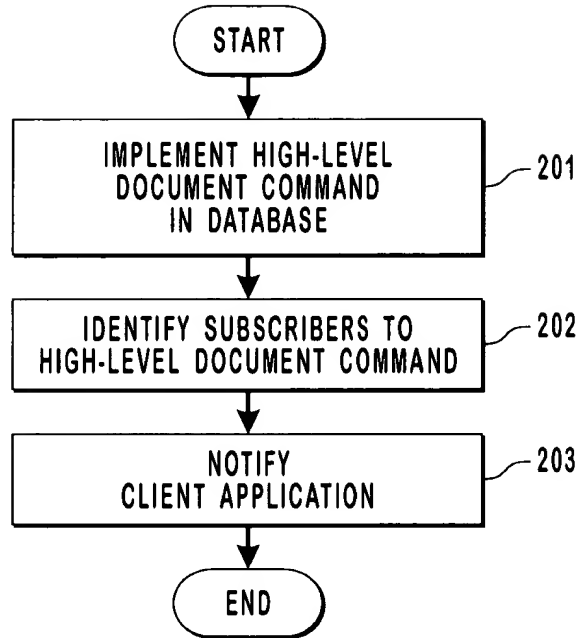 START
IMPLEMENT HIGH-LEVEL
DOCUMENT COMMAND
IN DATABASE
201
IDENTIFY SUBSCRIBERS TO
HIGH-LEVEL DOCUMENT COMMAND
202
NOTIFY
CLIENT APPLICATION
203
END